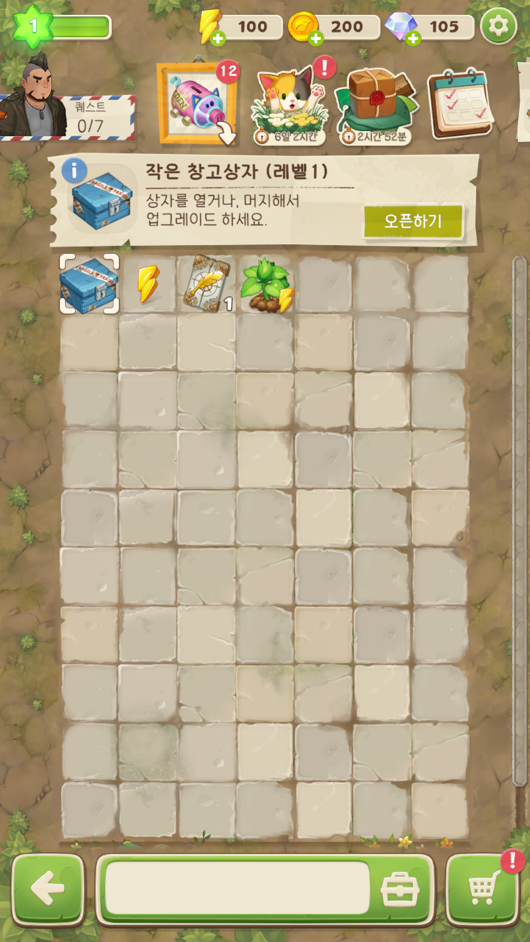 1
100
200
105
12
!
퀘스트
0/7
6일 2시간
2시간 52분
i
작은 창고상자 (레벨1)
상자를 열거나, 머지해서
업그레이드 하세요.
오픈하기
1
!